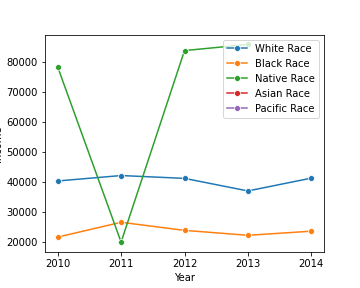 White Race
Black Race
Native Race
Asian Race
Pacific Race
80000
70000
60000
50000
40000
30000
20000
2010
2011
2012
2013
2014
Year